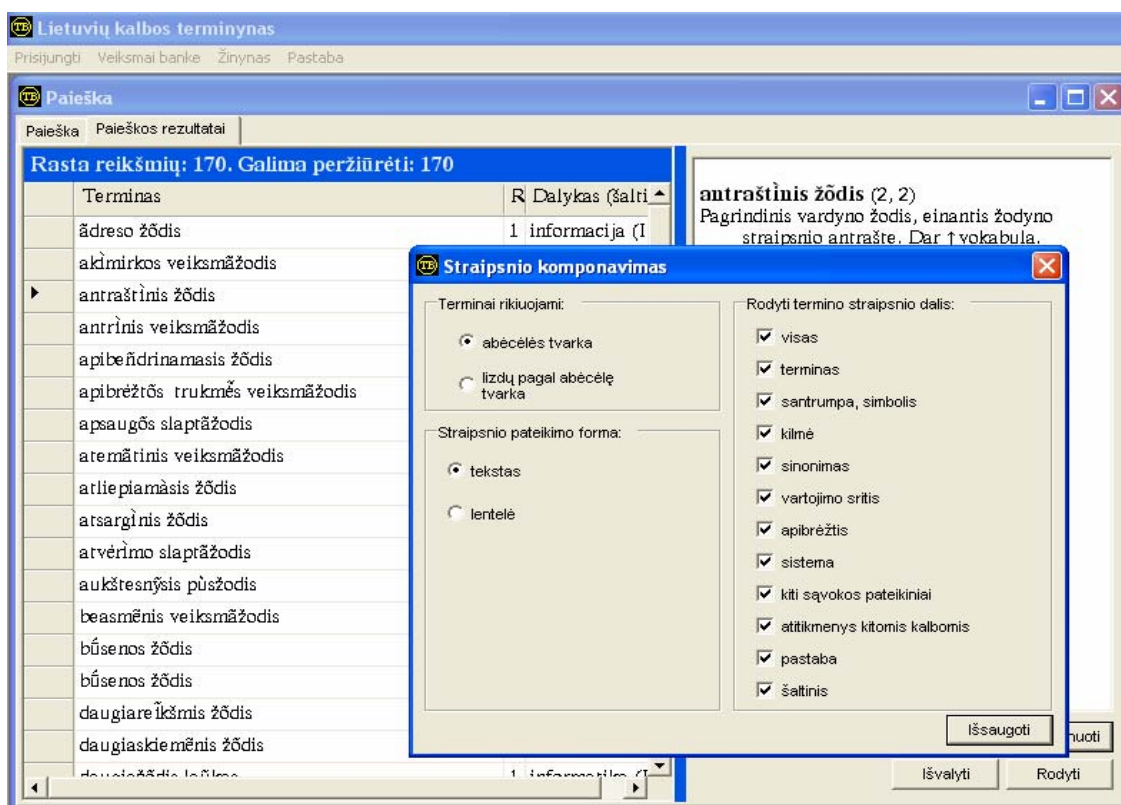 Lietuvių kalbos terminynas
Prisijungti Veiksmai banke Žinynas Pastaba
Paieška
Paieška Paieškos rezultatai
Rasta reikšmių: 170. Galima peržiūrėti: 170
Terminas R Dalykas (šalti
ãdreso žõdis 1 informacija (I
akìmirkos veiksmãžodis
antraštìnis žõdis
antrìnis veiksmãžodis
apibeñdrinamasis žõdis
apibrėžtõs trukmė̃s veiksmãžodis
apsaugõs slaptãžodis
atemãtinis veiksmãžodis
atliepiamàsis žõdis
atsargìnis žõdis
atvėrìmo slaptãžodis
aukštesnỹsis pùsžodis
beasmẽnis veiksmãžodis
bū́senos žõdis
bū́senos žõdis
daugiareĩkšmis žõdis
daugiaskiemẽnis žõdis
antraštìnis žõdis (2, 2)
Pagrindinis vardyno žodis, einantis žodyno
straipsnio antrašte. Dar ↑ vokabula.
Straipsnio komponavimas
Terminai rikiuojami:
abėcėlės tvarka
lizdų pagal abėcėlę
tvarka
Straipsnio pateikimo forma:
tekstas
lentelė
Rodyti termino straipsnio dalis:
visas
terminas
santrumpa, simbolis
kilmė
sinonimas
vartojimo sritis
apibrėžtis
sistema
kiti sąvokos pateikiniai
atitikmenys kitomis kalbomis
pastaba
šaltinis
Išsaugoti
nuoti
Išvalyti Rodyti